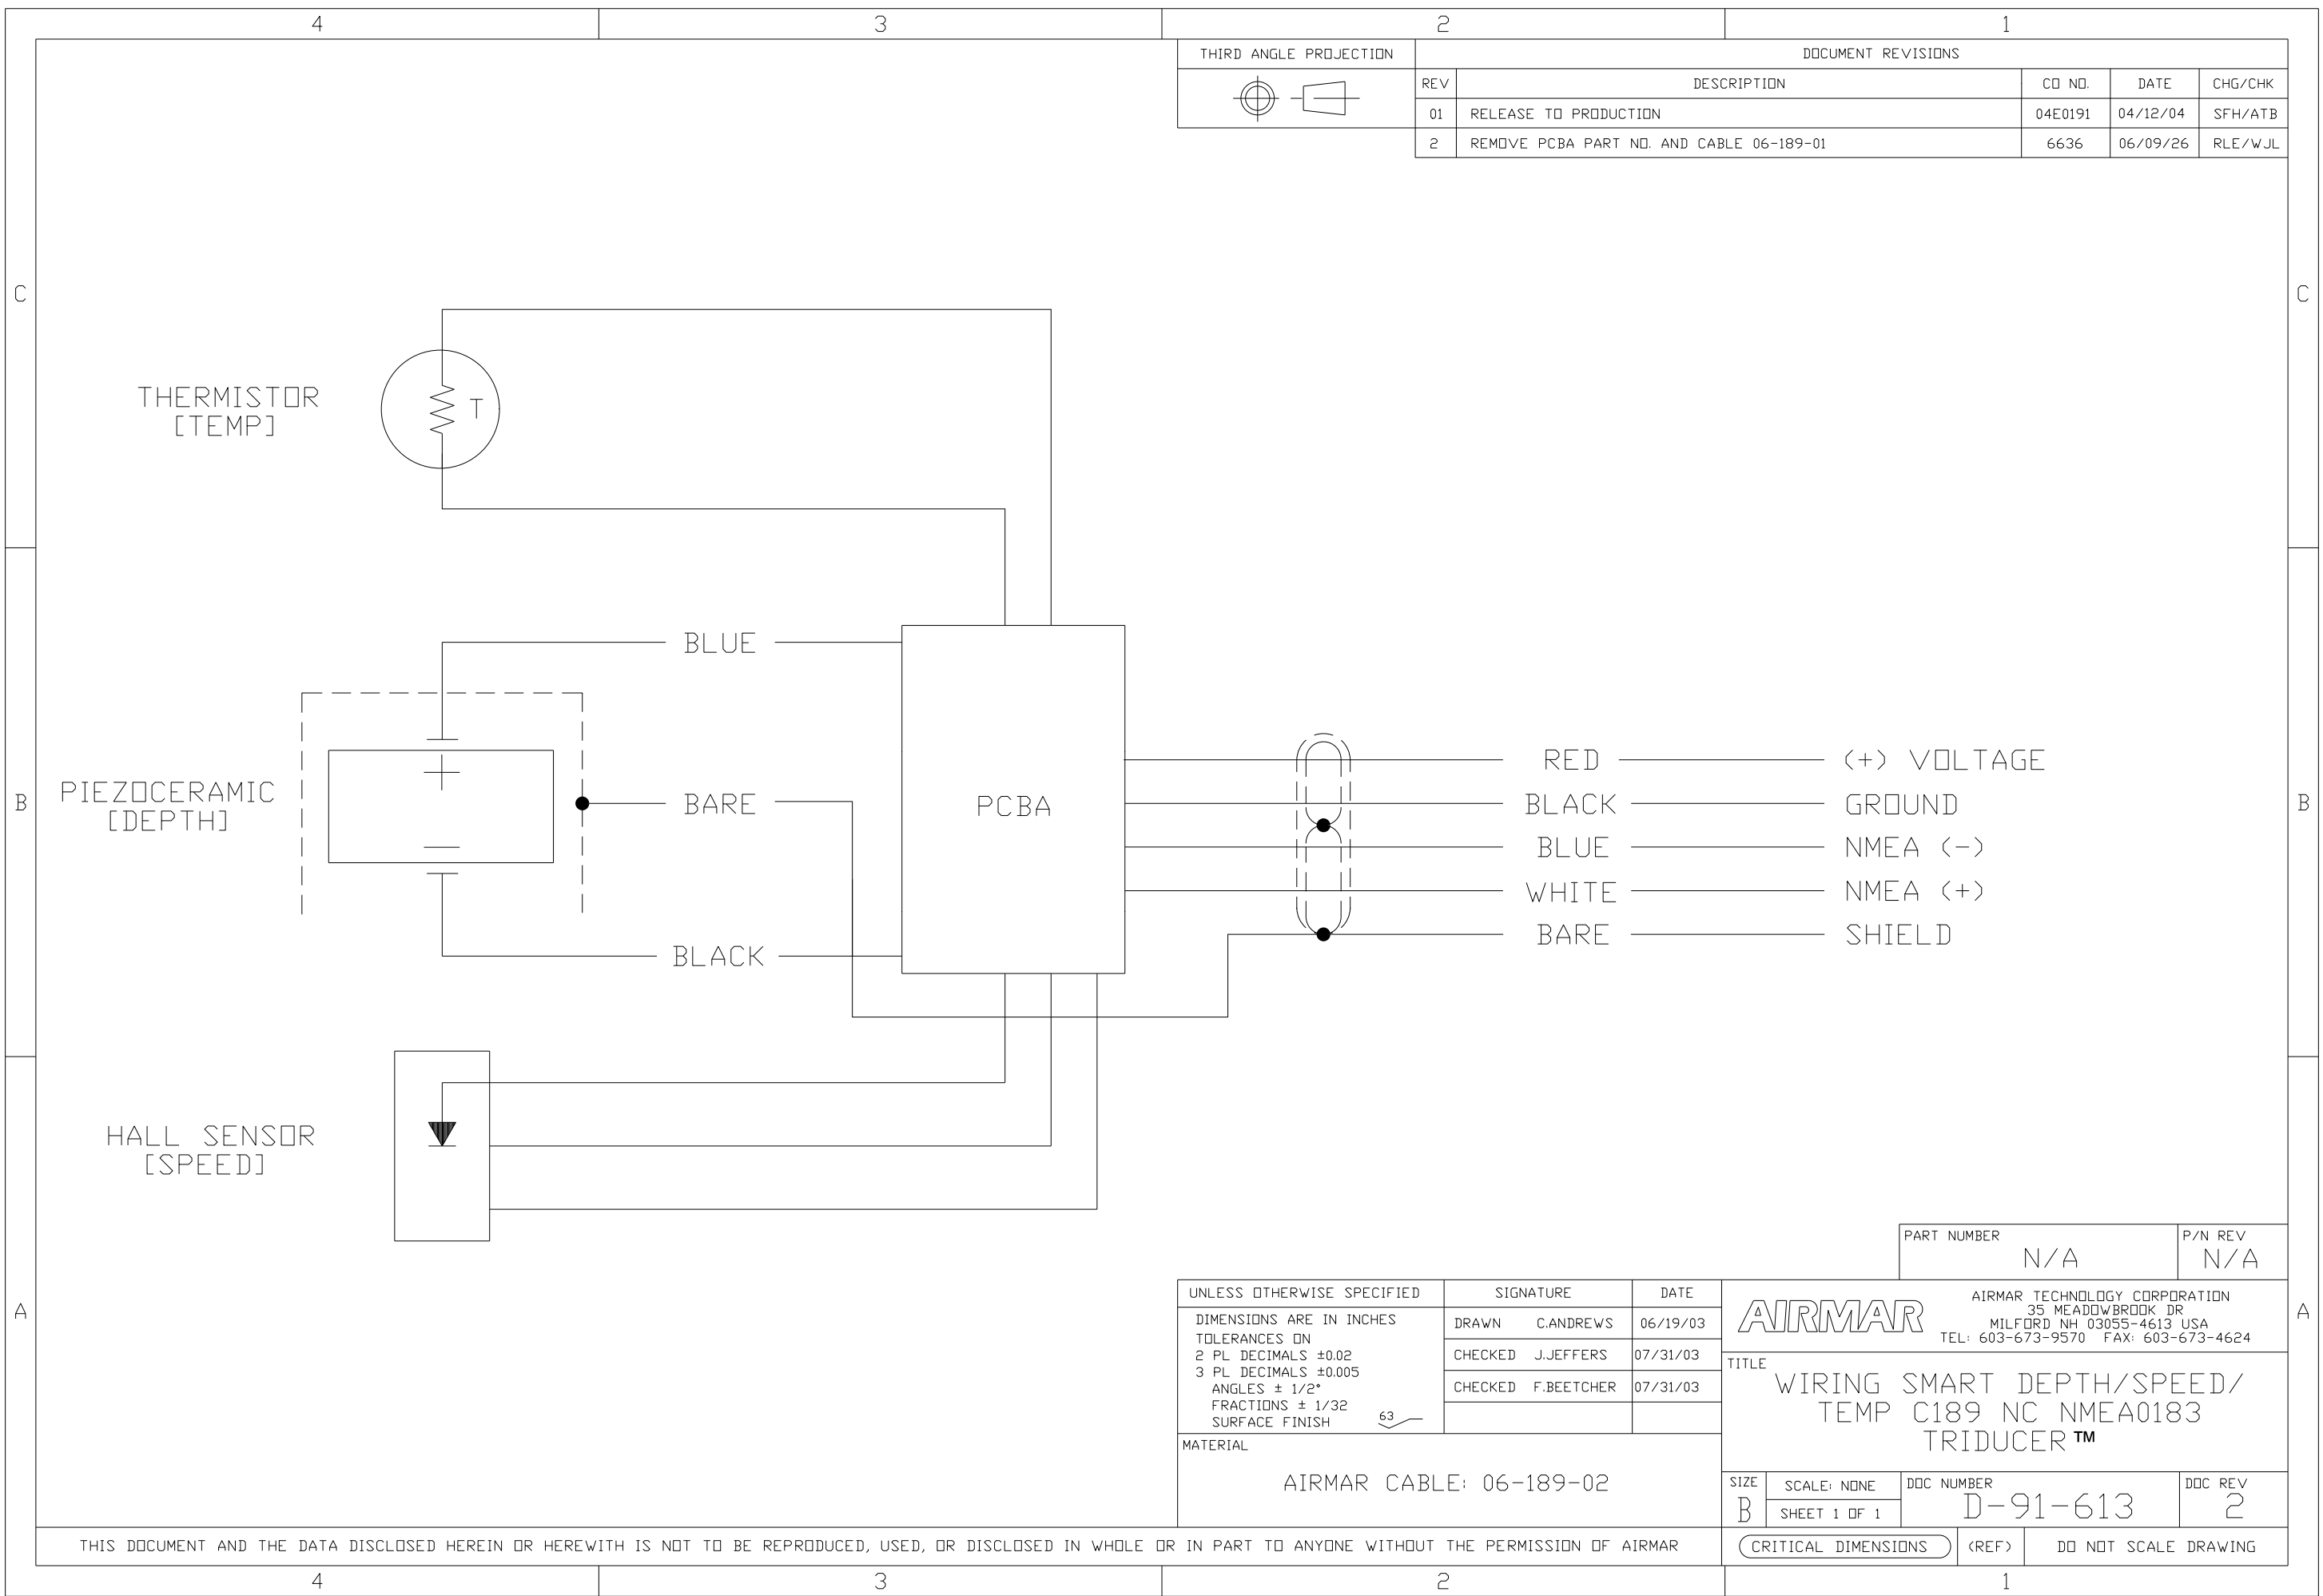 4 3 2 1
THIRD ANGLE PROJECTION
DOCUMENT REVISIONS
REV DESCRIPTION CO NO. DATE CHG/CHK
01 RELEASE TO PRODUCTION 04E0191 04/12/04 SFH/ATB
2 REMOVE PCBA PART NO. AND CABLE 06-189-01 6636 06/09/26 RLE/WJL
C C
THERMISTOR
[TEMP]
T
BLUE
PIEZOCERAMIC
[DEPTH]
+
−
BARE
BLACK
PCBA
RED (+) VOLTAGE
BLACK GROUND
BLUE NMEA (-)
WHITE NMEA (+)
BARE SHIELD
B B
HALL SENSOR
[SPEED]
A A
PART NUMBER
N/A
P/N REV
N/A
UNLESS OTHERWISE SPECIFIED
DIMENSIONS ARE IN INCHES
TOLERANCES ON
2 PL DECIMALS ±0.02
3 PL DECIMALS ±0.005
ANGLES ± 1/2°
FRACTIONS ± 1/32
SURFACE FINISH 63
SIGNATURE DATE
DRAWN C.ANDREWS 06/19/03
CHECKED J.JEFFERS 07/31/03
CHECKED F.BEETCHER 07/31/03
MATERIAL
AIRMAR CABLE: 06-189-02
AIRMAR
AIRMAR TECHNOLOGY CORPORATION
35 MEADOWBROOK DR
MILFORD NH 03055-4613 USA
TEL: 603-673-9570 FAX: 603-673-4624
TITLE
WIRING SMART DEPTH/SPEED/
TEMP C189 NC NMEA0183
TRIDUCER™
SIZE
B
SCALE: NONE
SHEET 1 OF 1
DOC NUMBER
D-91-613
DOC REV
2
THIS DOCUMENT AND THE DATA DISCLOSED HEREIN OR HEREWITH IS NOT TO BE REPRODUCED, USED, OR DISCLOSED IN WHOLE OR IN PART TO ANYONE WITHOUT THE PERMISSION OF AIRMAR
CRITICAL DIMENSIONS (REF) DO NOT SCALE DRAWING
4 3 2 1